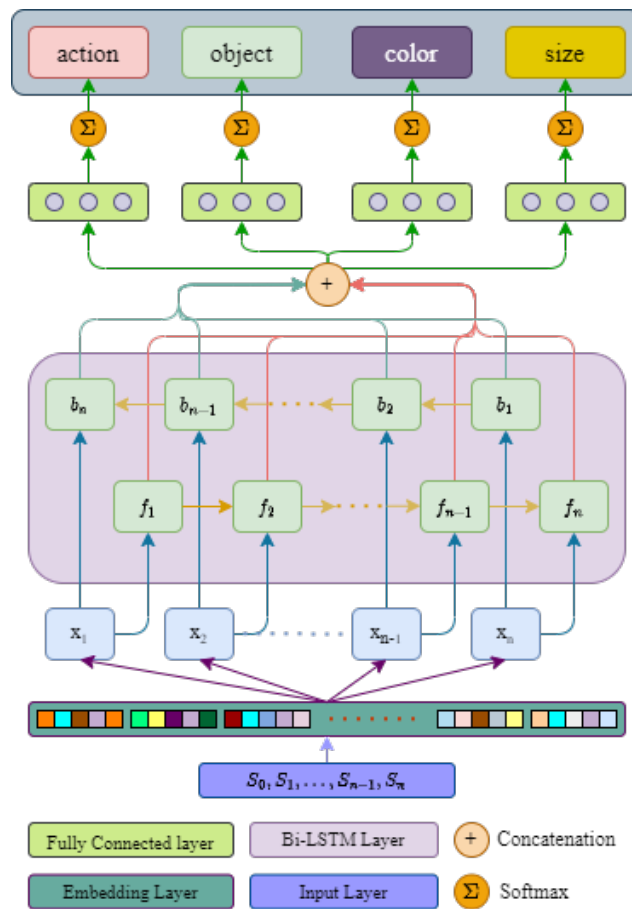 action object color size
Σ Σ Σ Σ
+
bₙ bₙ₋₁ b₂ b₁
f₁ f₂ fₙ₋₁ fₙ
x₁ x₂ xₙ₋₁ xₙ
S₀, S₁, ..., Sₙ₋₁, Sₙ
Fully Connected layer Bi-LSTM Layer + Concatenation
Embedding Layer Input Layer Σ Softmax